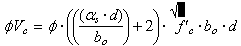 ϕV_c = ϕ · (((α_s · d) / b_o) + 2) · √f'_c · b_o · d